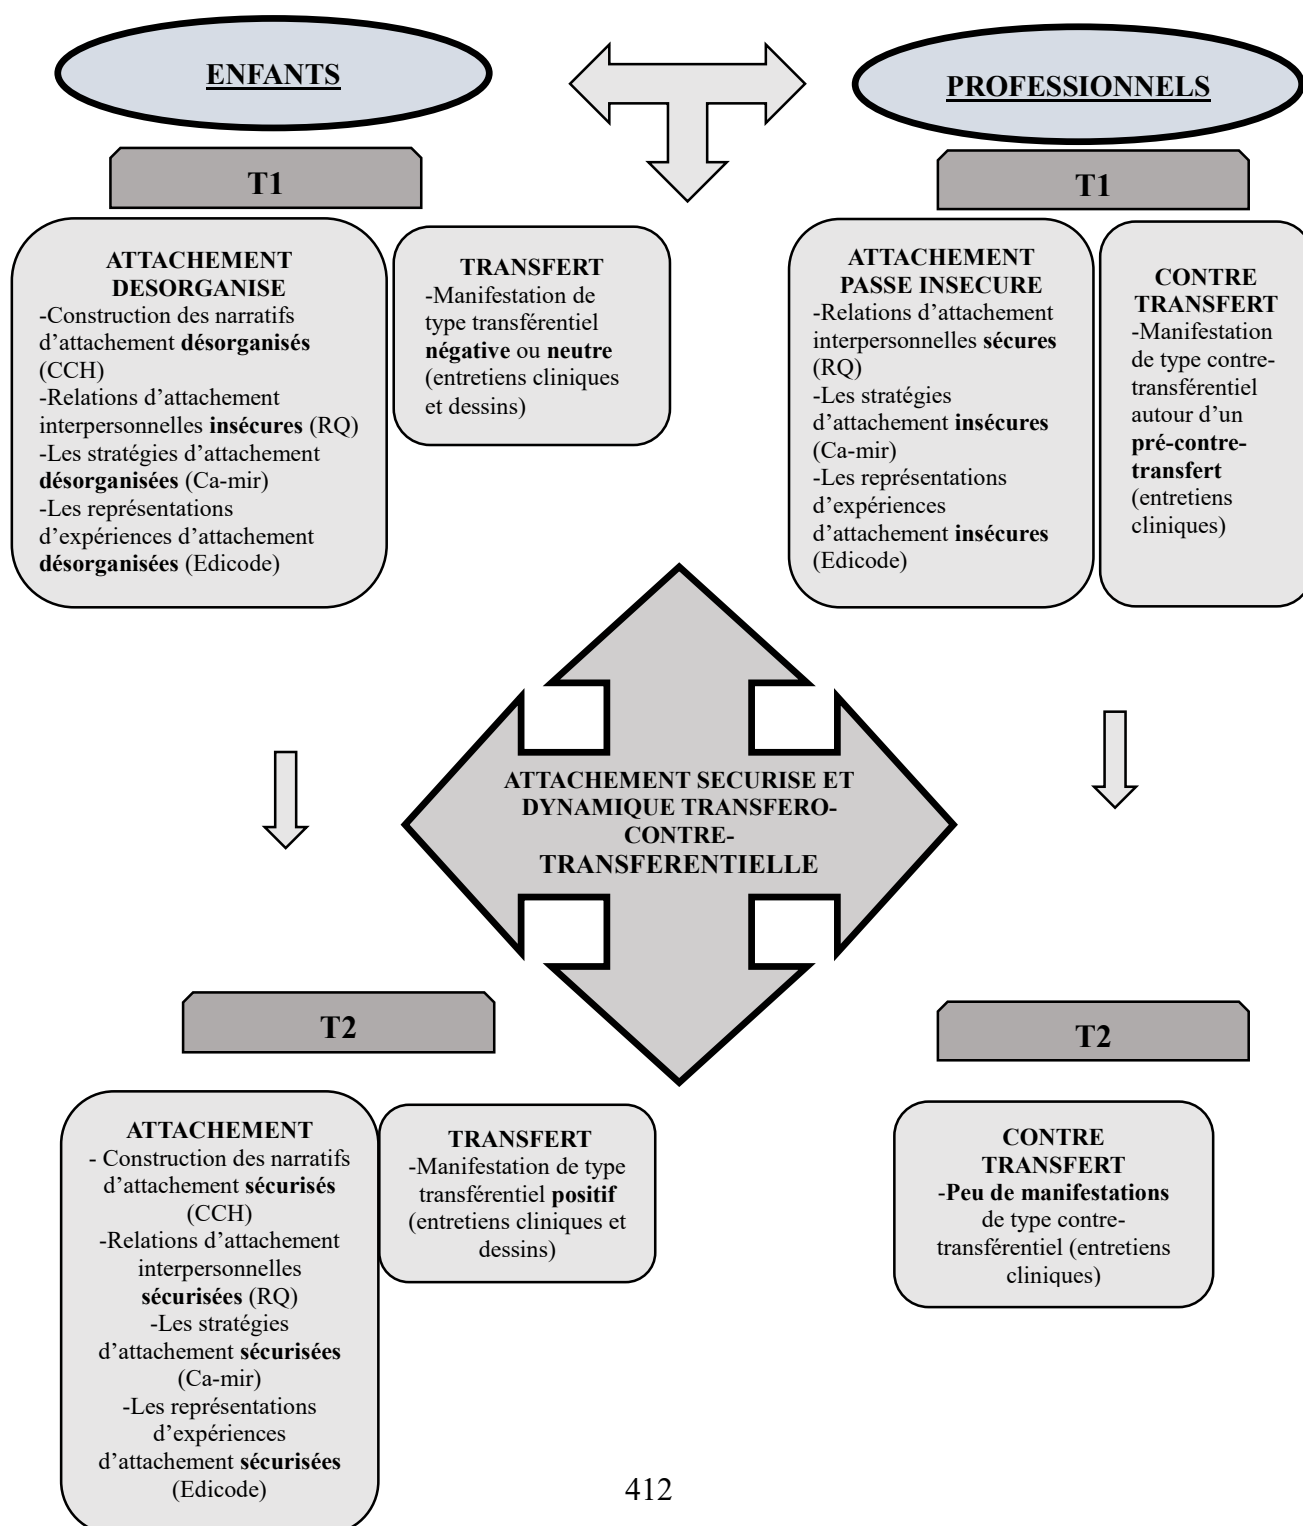 ENFANTS
PROFESSIONNELS
T1
T1
ATTACHEMENT
DESORGANISE
-Construction des narratifs
d’attachement désorganisés
(CCH)
-Relations d’attachement
interpersonnelles insécures (RQ)
-Les stratégies d’attachement
désorganisées (Ca-mir)
-Les représentations
d’expériences d’attachement
désorganisées (Edicode)
TRANSFERT
-Manifestation de
type transférentiel
négative ou neutre
(entretiens cliniques
et dessins)
ATTACHEMENT
PASSE INSECURE
-Relations d’attachement
interpersonnelles sécures
(RQ)
-Les stratégies
d’attachement insécures
(Ca-mir)
-Les représentations
d’expériences
d’attachement insécures
(Edicode)
CONTRE
TRANSFERT
-Manifestation
de type contre-
transférentiel
autour d’un
pré-contre-
transfert
(entretiens
cliniques)
ATTACHEMENT SECURISE ET
DYNAMIQUE TRANSFERO-
CONTRE-
TRANSFERENTIELLE
T2
T2
ATTACHEMENT
- Construction des narratifs
d’attachement sécurisés
(CCH)
-Relations d’attachement
interpersonnelles
sécurisées (RQ)
-Les stratégies
d’attachement sécurisées
(Ca-mir)
-Les représentations
d’expériences
d’attachement sécurisées
(Edicode)
TRANSFERT
-Manifestation de type
transférentiel positif
(entretiens cliniques et
dessins)
CONTRE
TRANSFERT
-Peu de manifestations
de type contre-
transférentiel (entretiens
cliniques)
412